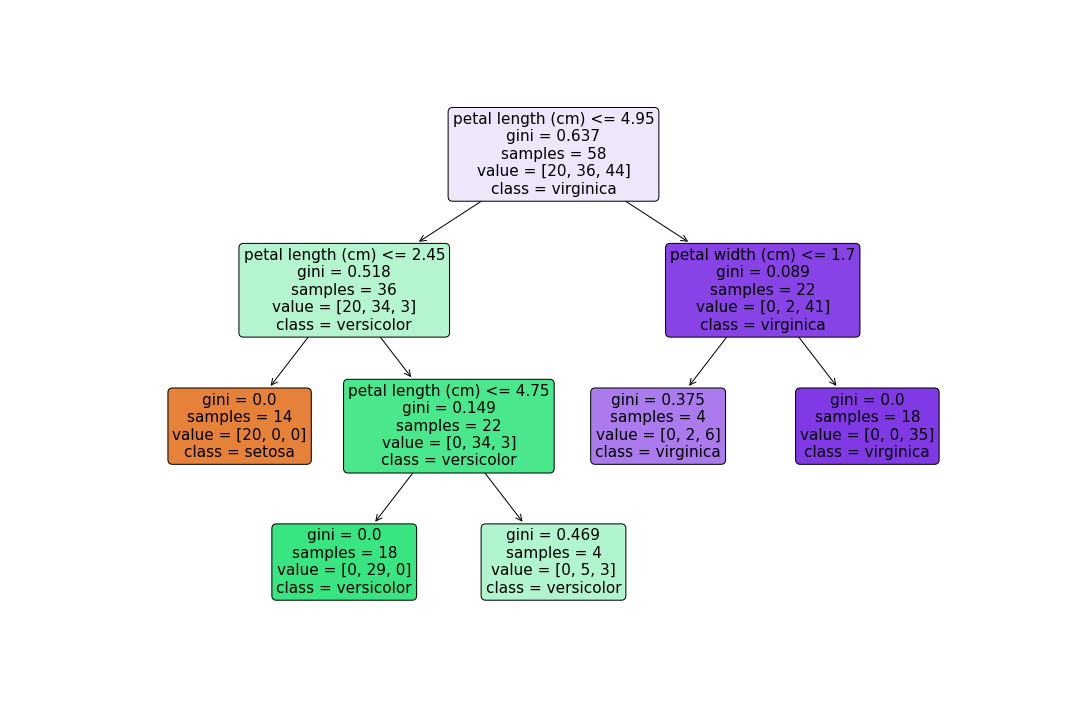 petal length (cm) <= 4.95
gini = 0.637
samples = 58
value = [20, 36, 44]
class = virginica
petal length (cm) <= 2.45
gini = 0.518
samples = 36
value = [20, 34, 3]
class = versicolor
petal width (cm) <= 1.7
gini = 0.089
samples = 22
value = [0, 2, 41]
class = virginica
gini = 0.0
samples = 14
value = [20, 0, 0]
class = setosa
petal length (cm) <= 4.75
gini = 0.149
samples = 22
value = [0, 34, 3]
class = versicolor
gini = 0.375
samples = 4
value = [0, 2, 6]
class = virginica
gini = 0.0
samples = 18
value = [0, 0, 35]
class = virginica
gini = 0.0
samples = 18
value = [0, 29, 0]
class = versicolor
gini = 0.469
samples = 4
value = [0, 5, 3]
class = versicolor